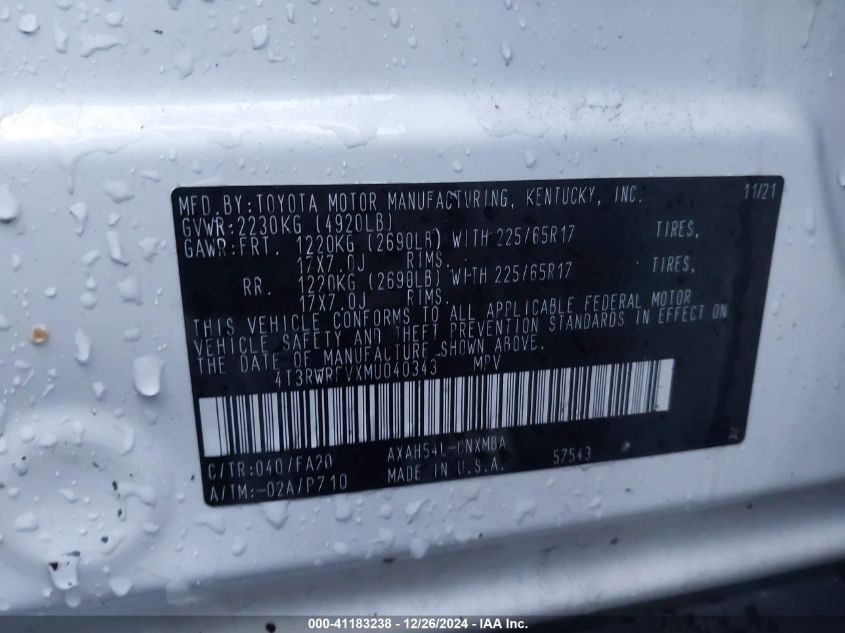 MFD.BY:TOYOTA MOTOR MANUFACTURING, KENTUCKY, INC. 11/21
GVWR:2230KG (4920LB)
GAWR:FRT. 1220KG (2690LB) WITH 225/65R17 TIRES,
17X7.0J RIMS.
RR. 1220KG (2690LB) WITH 225/65R17 TIRES,
17X7.0J RIMS.
THIS VEHICLE CONFORMS TO ALL APPLICABLE FEDERAL MOTOR
VEHICLE SAFETY AND THEFT PREVENTION STANDARDS IN EFFECT ON
THE DATE OF MANUFACTURE SHOWN ABOVE.
4T3RWRFVXMU040343 MPV
C/TR:040/FA20 AXAH54L-CNXMBA 57543
A/TM:-02A/P710 MADE IN U.S.A.
000-41183238 - 12/26/2024 - IAA Inc.